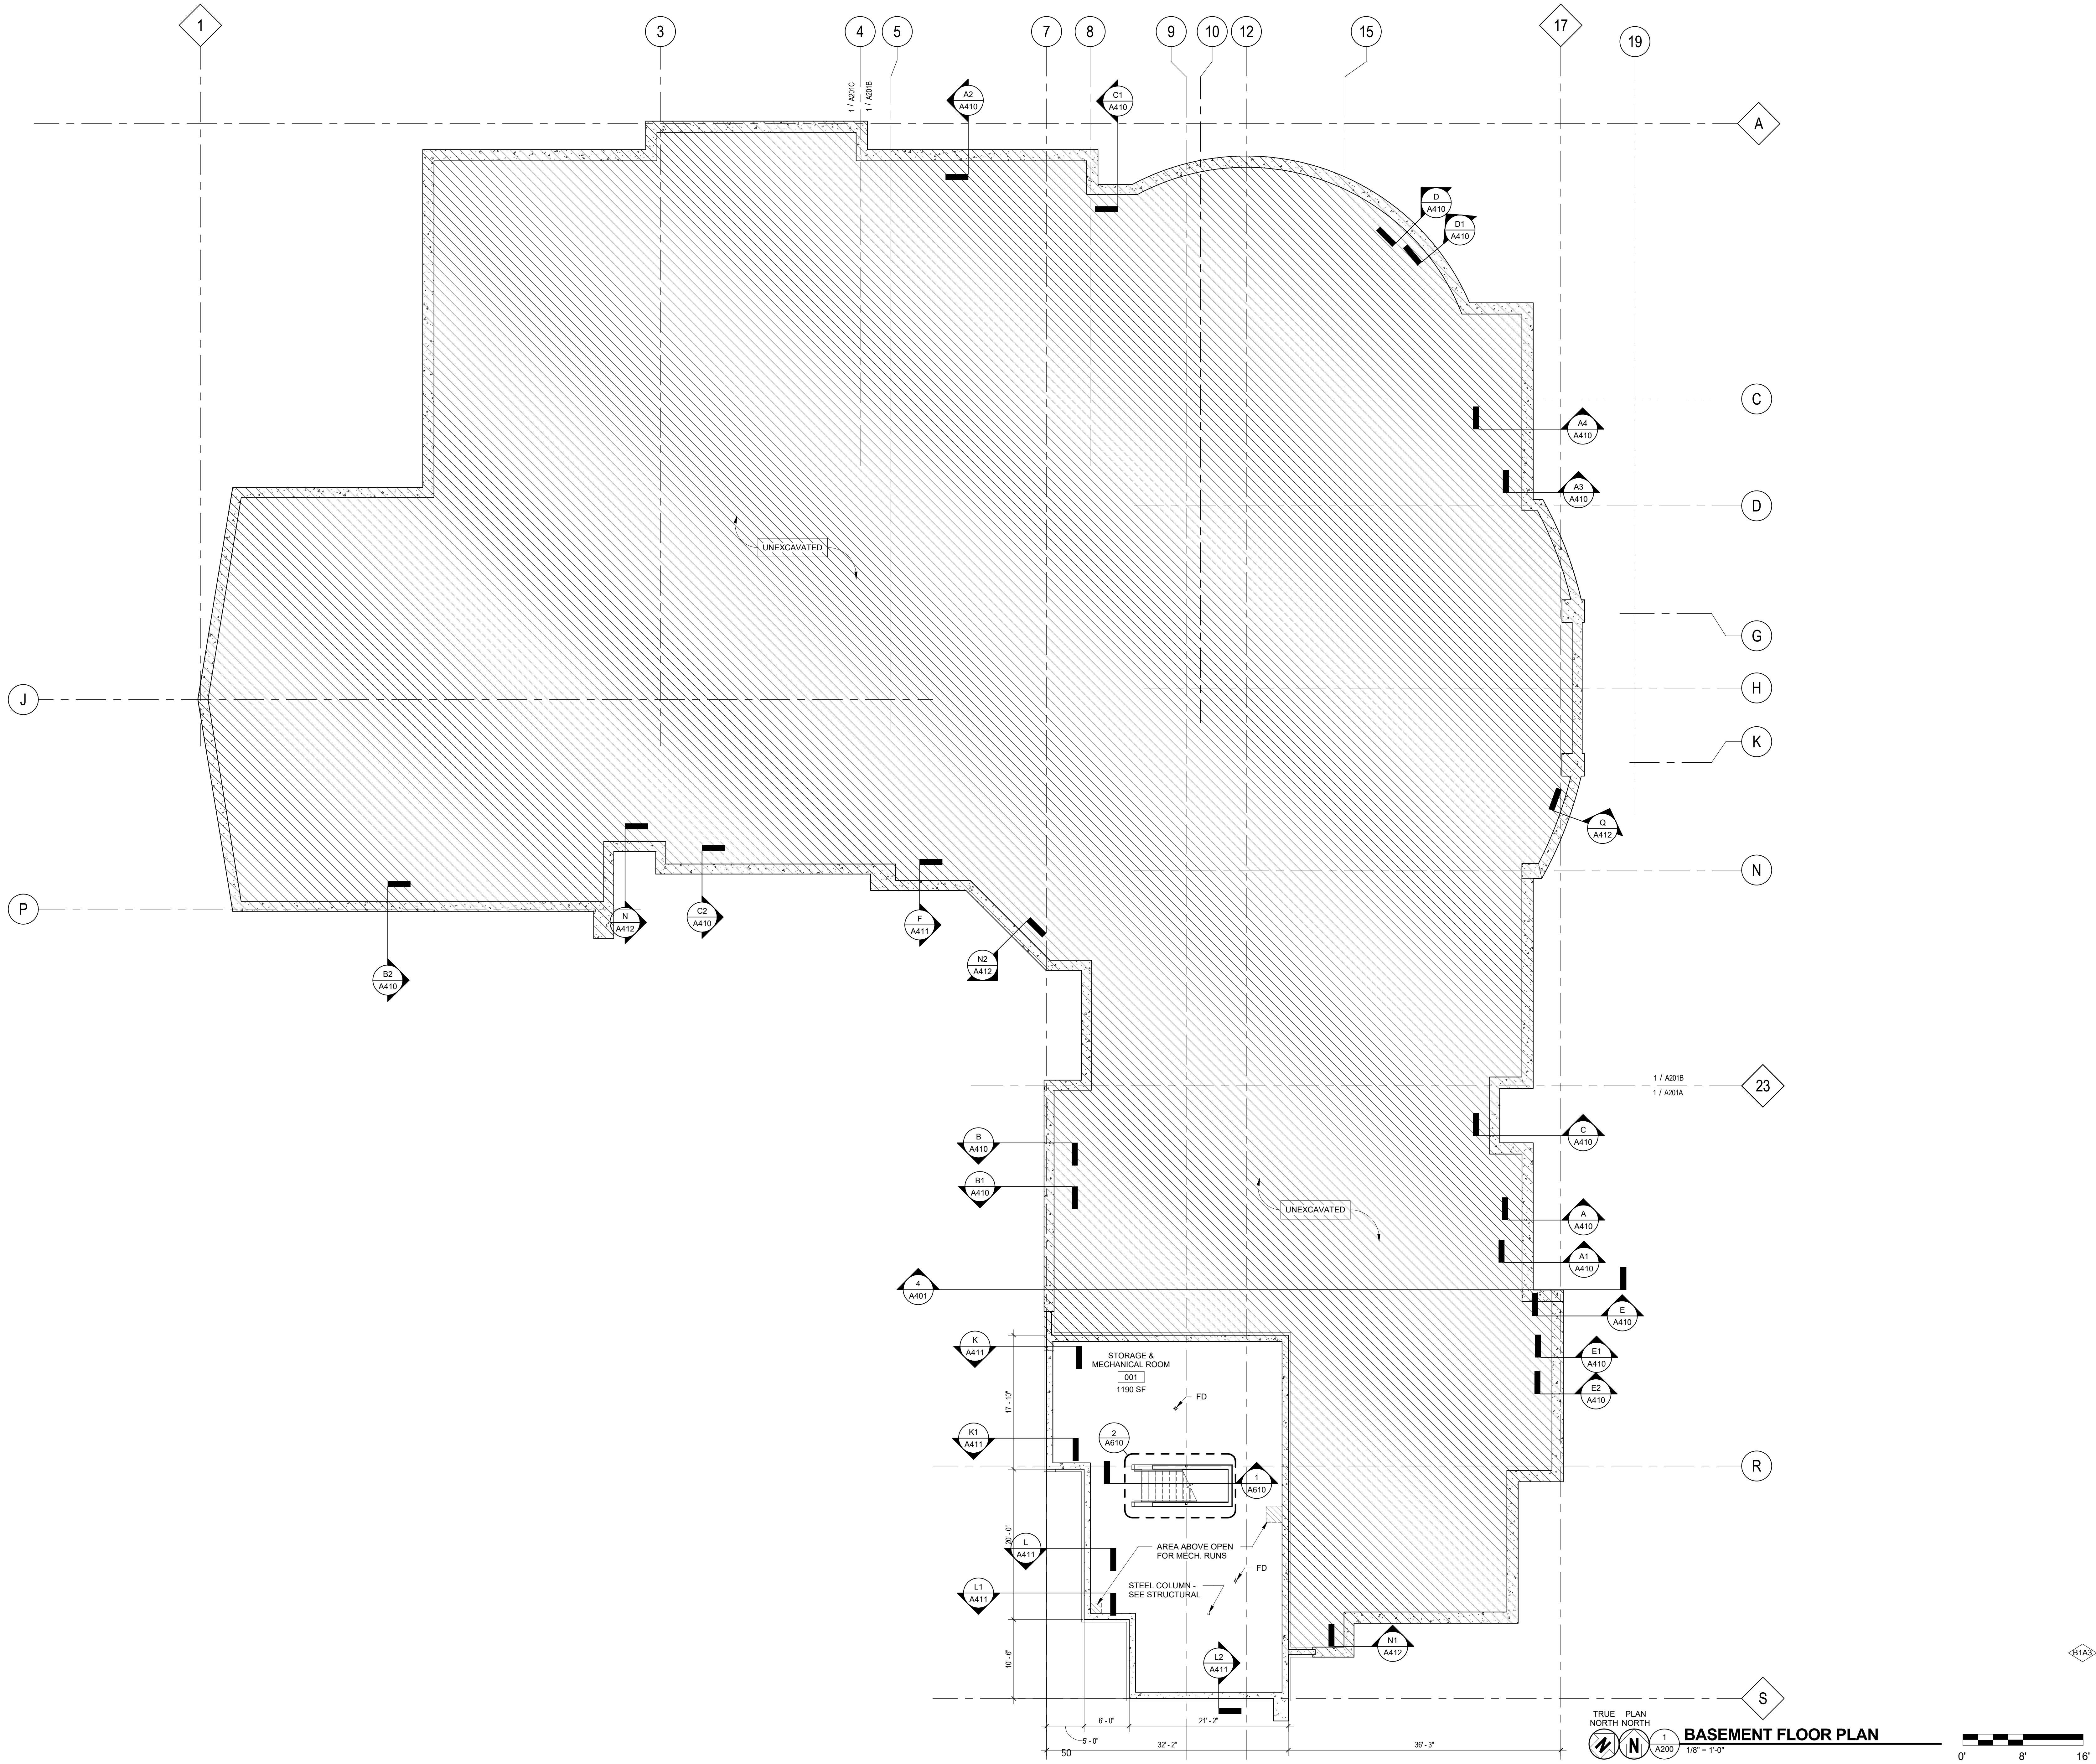 1
3
4
5
7
8
9
10
12
15
17
19
1 / A201C
1 / A201B
A2
A410
C1
A410
A
D
A410
D1
A410
C
A4
A410
A3
A410
D
UNEXCAVATED
G
H
J
K
Q
A412
N
P
N
A412
C2
A410
F
A411
N2
A412
B2
A410
1 / A201B
1 / A201A
23
B
A410
C
A410
B1
A410
UNEXCAVATED
A
A410
A1
A410
4
A401
E
A410
K
A411
STORAGE &
MECHANICAL ROOM
001
1190 SF
E1
A410
E2
A410
17' - 10"
FD
K1
A411
2
A610
R
1
A610
20' - 0"
L
A411
AREA ABOVE OPEN
FOR MECH. RUNS
FD
L1
A411
STEEL COLUMN -
SEE STRUCTURAL
10' - 6"
N1
A412
L2
A411
B1A3
S
6' - 0"
21' - 2"
5' - 0"
32' - 2"
36' - 3"
50
TRUE
NORTH
PLAN
NORTH
N
N
1
A200
BASEMENT FLOOR PLAN
1/8" = 1'-0"
0'
8'
16'